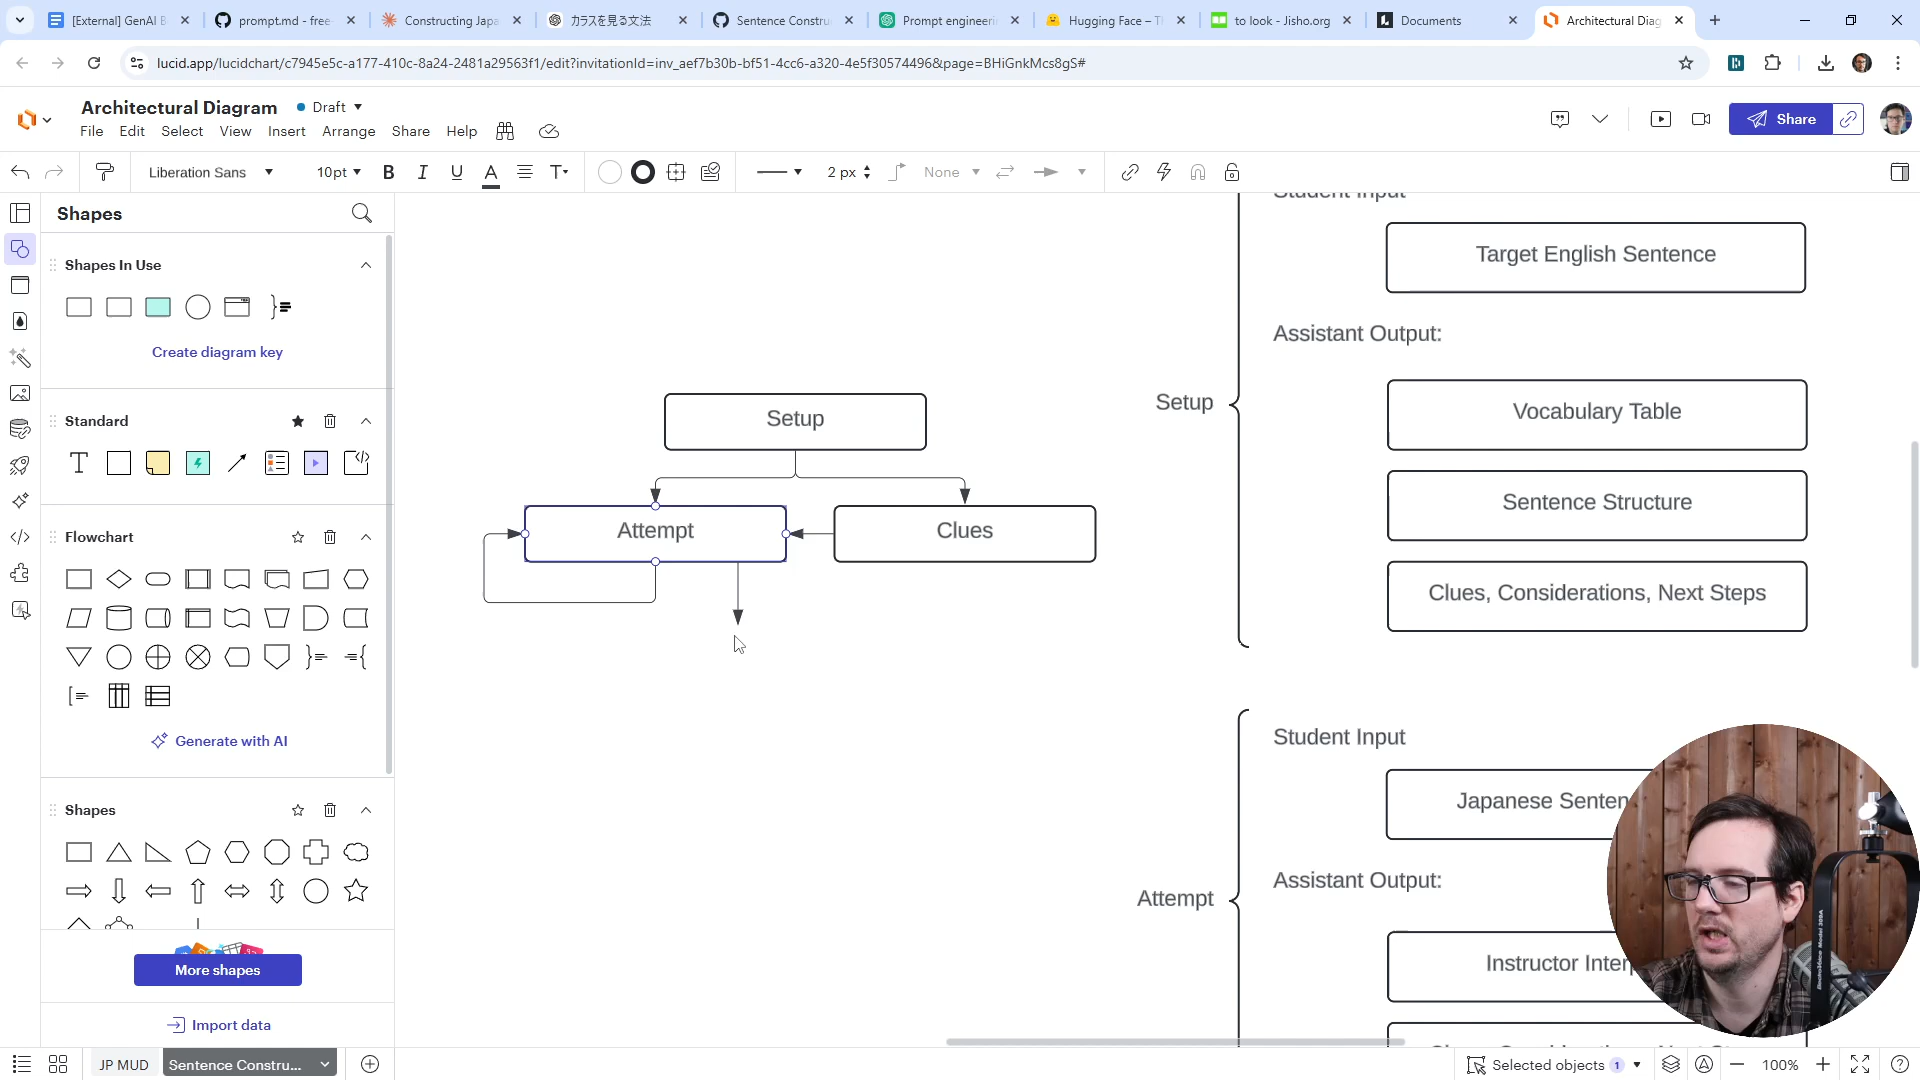 [External] GenAI B
prompt.md - free-
Constructing Japa
カラスを見る文法
Sentence Constru
Prompt engineerin
Hugging Face – Th
to look - Jisho.org
Documents
Architectural Diag
lucid.app/lucidchart/c7945e5c-a177-410c-8a24-2481a29563f1/edit?invitationId=inv_aef7b30b-bf51-4cc6-a320-4e5f30574496&page=BHiGnkMcs8gS#
Architectural Diagram
Draft
File Edit Select View Insert Arrange Share Help
Share
Liberation Sans
10pt
B I U A T
2 px
None
Shapes
Shapes In Use
Create diagram key
Standard
Flowchart
Generate with AI
Shapes
More shapes
Import data
Setup
Attempt
Clues
Student Input
Target English Sentence
Assistant Output:
Setup
Vocabulary Table
Sentence Structure
Clues, Considerations, Next Steps
Student Input
Japanese Senten
Assistant Output:
Attempt
Instructor Inter
JP MUD
Sentence Constru...
Selected objects 1
100%